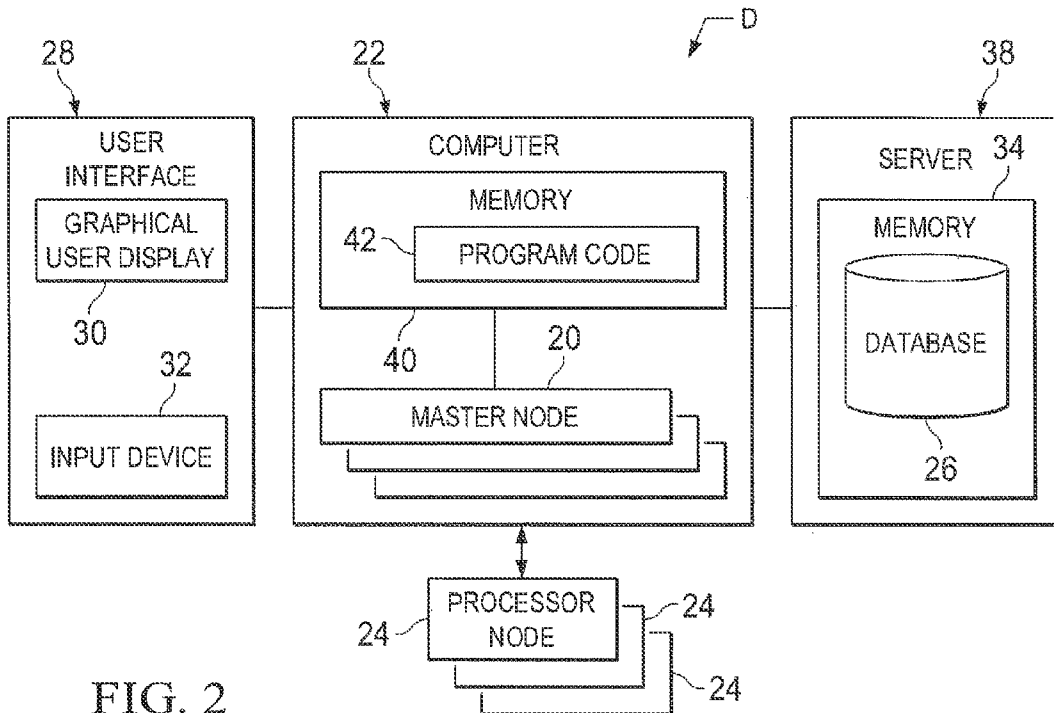 D
28
22
38
USER
INTERFACE
GRAPHICAL
USER DISPLAY
30
32
INPUT DEVICE
COMPUTER
MEMORY
42
PROGRAM CODE
40
20
MASTER NODE
SERVER
34
MEMORY
DATABASE
26
PROCESSOR
NODE
24
24
24
FIG. 2